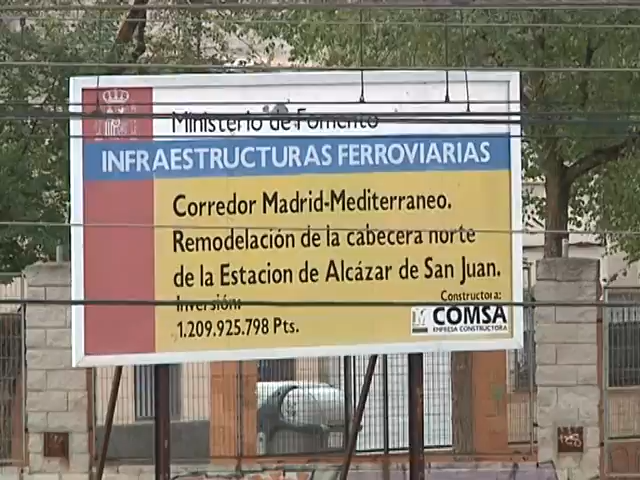 Ministerio de Fomento
INFRAESTRUCTURAS FERROVIARIAS
Corredor Madrid-Mediterraneo.
Remodelación de la cabecera norte
de la Estacion de Alcázar de San Juan.
Inversión:
1.209.925.798 Pts.
Constructora:
COMSA
EMPRESA CONSTRUCTORA